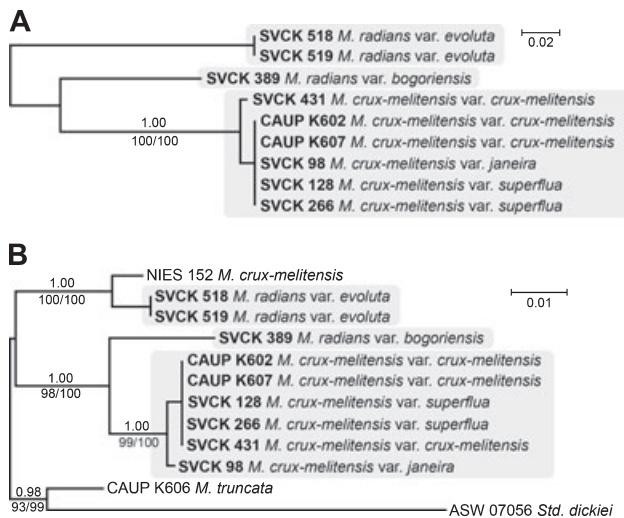 A
SVCK 518 M. radians var. evoluta
0.02
SVCK 519 M. radians var. evoluta
SVCK 389 M. radians var. bogoriensis
SVCK 431 M. crux-melitensis var. crux-melitensis
1.00
CAUP K602 M. crux-melitensis var. crux-melitensis
100/100
CAUP K607 M. crux-melitensis var. crux-melitensis
SVCK 98 M. crux-melitensis var. janeira
SVCK 128 M. crux-melitensis var. superflua
SVCK 266 M. crux-melitensis var. superflua
B
NIES 152 M. crux-melitensis
1.00
100/100
SVCK 518 M. radians var. evoluta
0.01
SVCK 519 M. radians var. evoluta
SVCK 389 M. radians var. bogoriensis
CAUP K602 M. crux-melitensis var. crux-melitensis
1.00
98/100
CAUP K607 M. crux-melitensis var. crux-melitensis
SVCK 128 M. crux-melitensis var. superflua
1.00
99/100
SVCK 266 M. crux-melitensis var. superflua
SVCK 431 M. crux-melitensis var. crux-melitensis
SVCK 98 M. crux-melitensis var. janeira
0.98
93/99
CAUP K606 M. truncata
ASW 07056 Std. dickiei